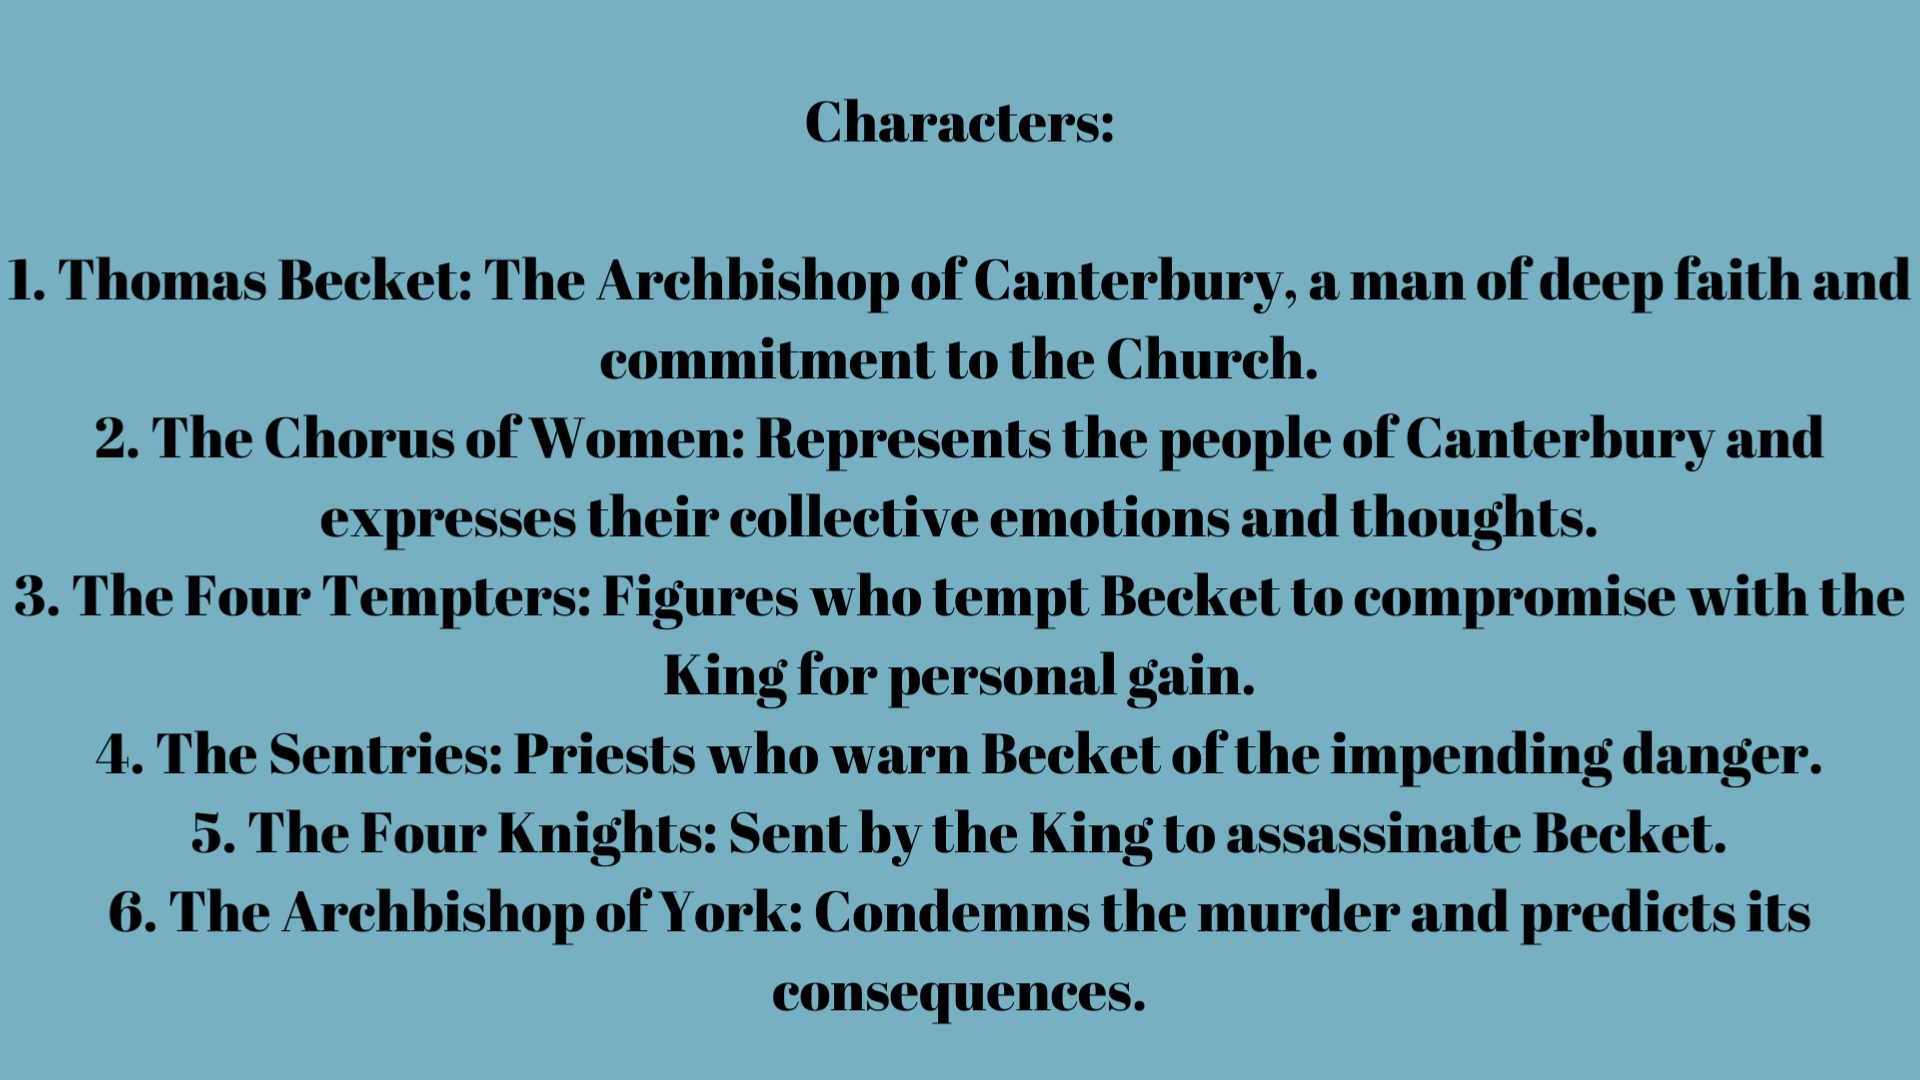 Characters:
1. Thomas Becket: The Archbishop of Canterbury, a man of deep faith and
commitment to the Church.
2. The Chorus of Women: Represents the people of Canterbury and
expresses their collective emotions and thoughts.
3. The Four Tempters: Figures who tempt Becket to compromise with the
King for personal gain.
4. The Sentries: Priests who warn Becket of the impending danger.
5. The Four Knights: Sent by the King to assassinate Becket.
6. The Archbishop of York: Condemns the murder and predicts its
consequences.